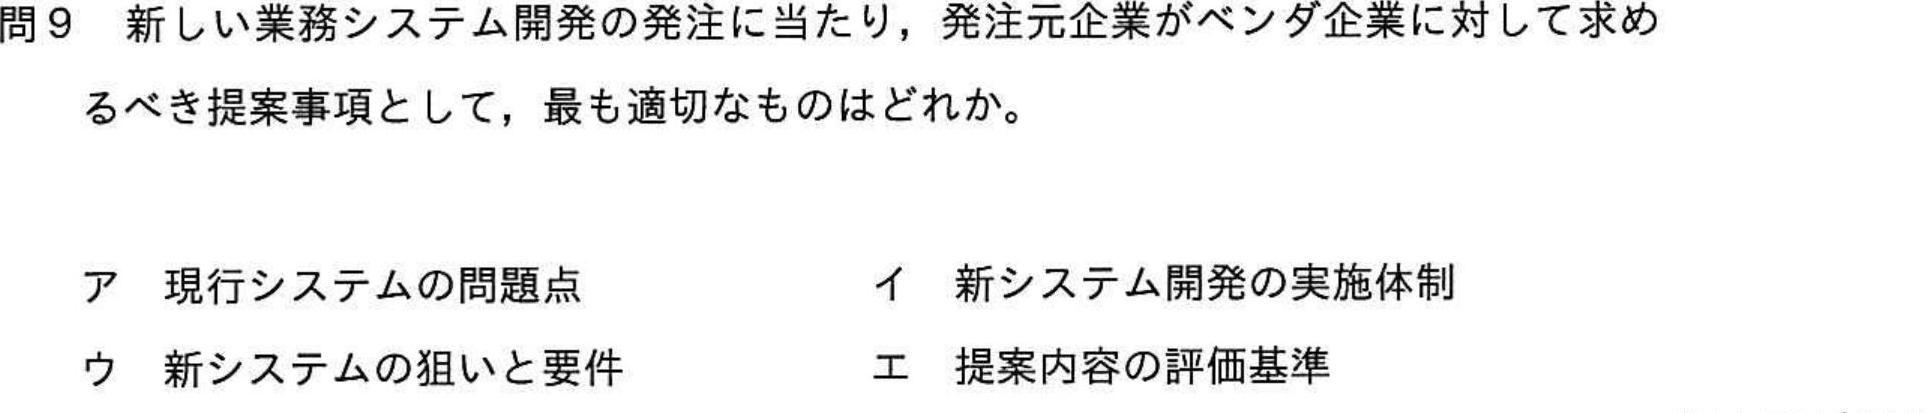 問９　新しい業務システム開発の発注に当たり，発注元企業がベンダ企業に対して求め
るべき提案事項として，最も適切なものはどれか。
ア　現行システムの問題点　　イ　新システム開発の実施体制
ウ　新システムの狙いと要件　　エ　提案内容の評価基準